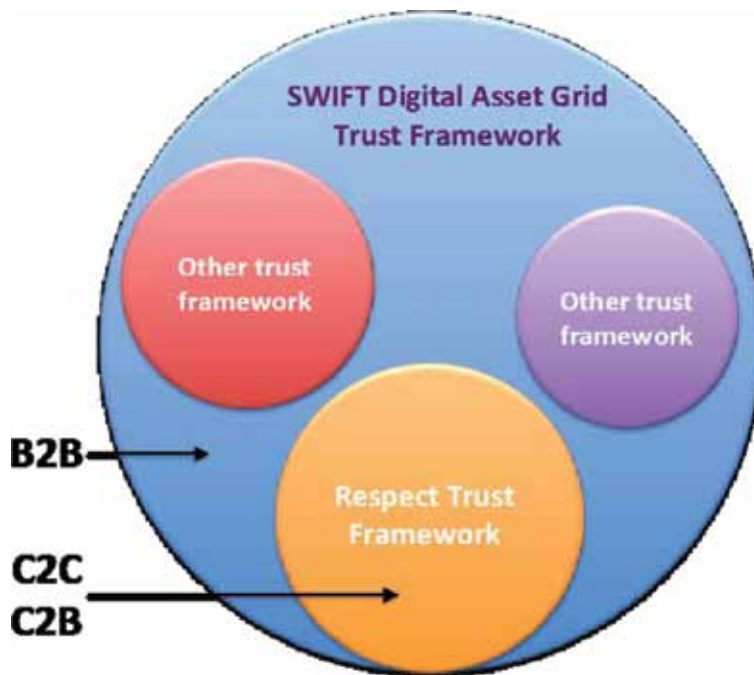 SWIFT Digital Asset Grid
Trust Framework
Other trust
framework
Other trust
framework
B2B
Respect Trust
Framework
C2C
C2B